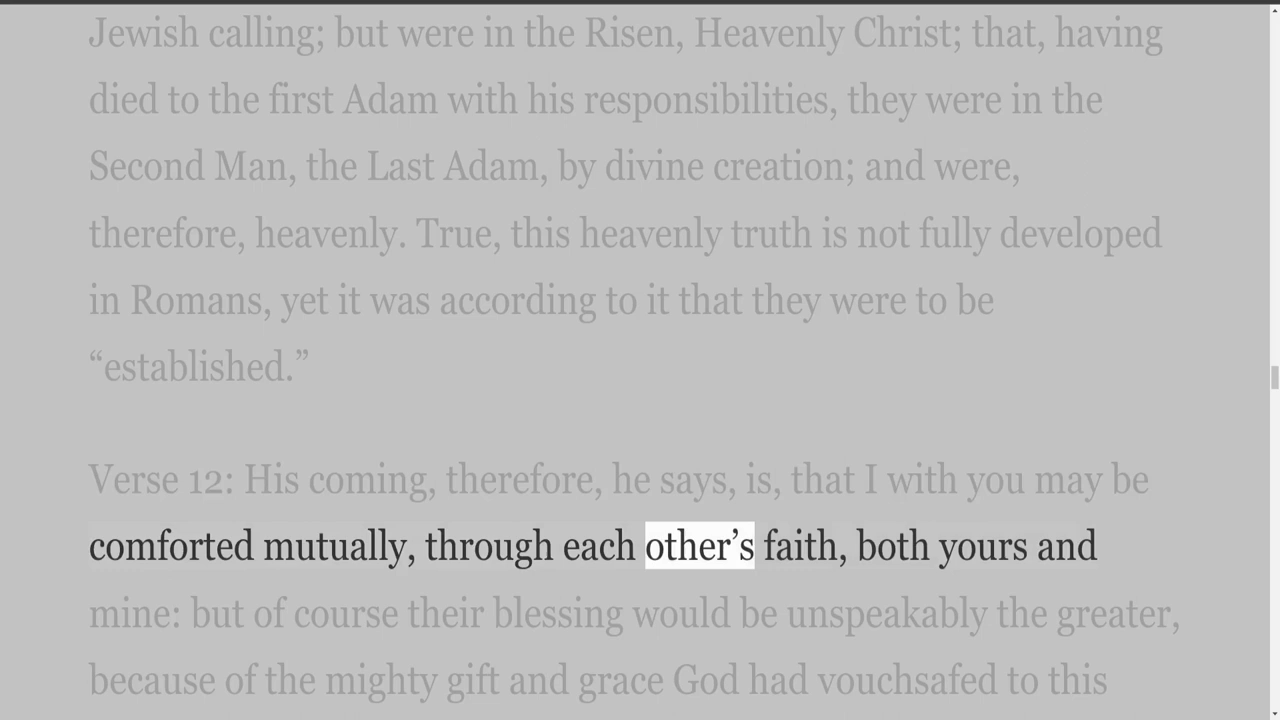 Jewish calling; but were in the Risen, Heavenly Christ; that, having
died to the first Adam with his responsibilities, they were in the
Second Man, the Last Adam, by divine creation; and were,
therefore, heavenly. True, this heavenly truth is not fully developed
in Romans, yet it was according to it that they were to be
“established.”
Verse 12: His coming, therefore, he says, is, that I with you may be
comforted mutually, through each other’s faith, both yours and
mine: but of course their blessing would be unspeakably the greater,
because of the mighty gift and grace God had vouchsafed to this